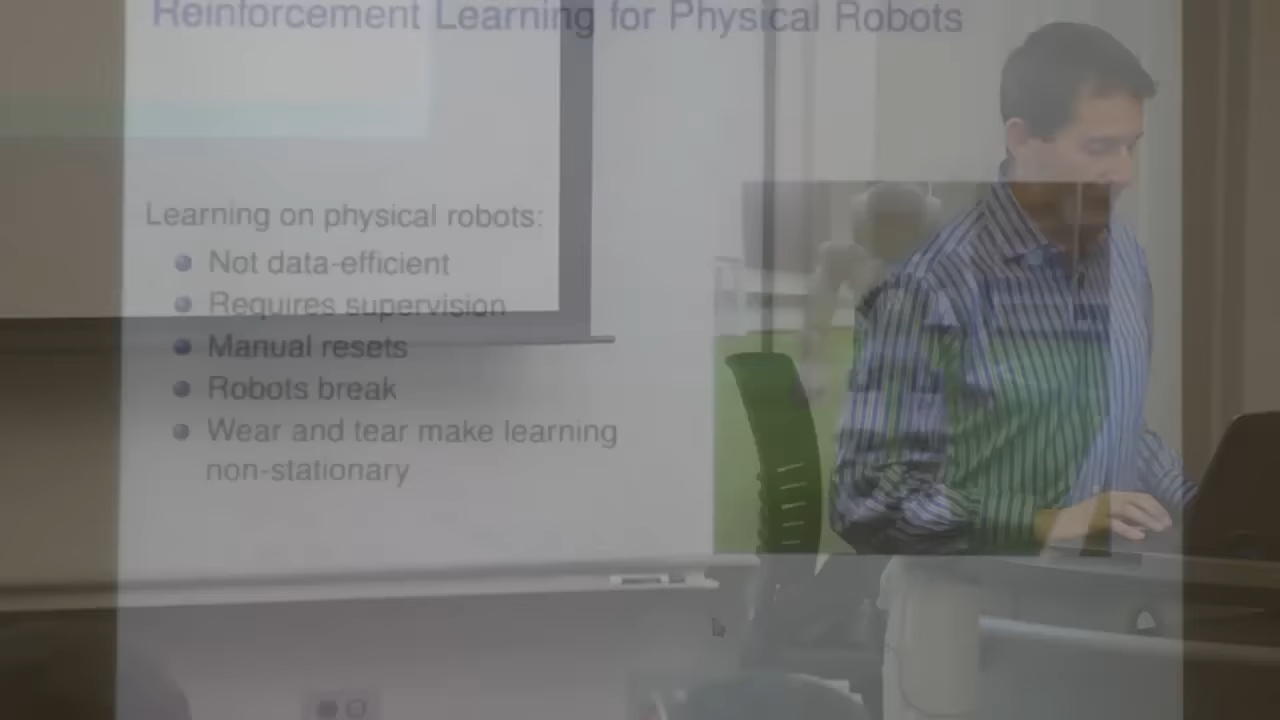 Reinforcement Learning for Physical Robots
Learning on physical robots:
Not data-efficient
Requires supervision
Manual resets
Robots break
Wear and tear make learning
non-stationary